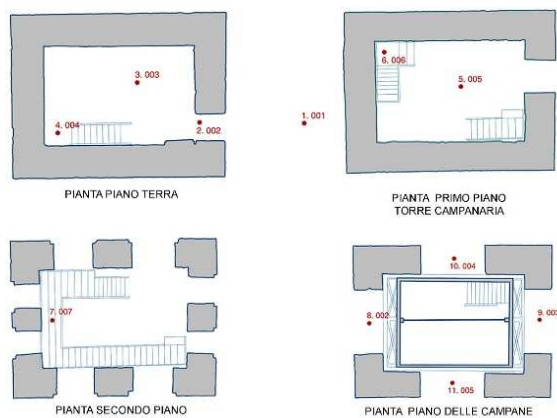 3. 003
4. 004
2. 002
PIANTA PIANO TERRA
6. 006
5. 005
1. 001
PIANTA PRIMO PIANO
TORRE CAMPANARIA
7. 007
PIANTA SECONDO PIANO
10. 004
8. 002
11. 005
PIANTA PIANO DELLE CAMPANE